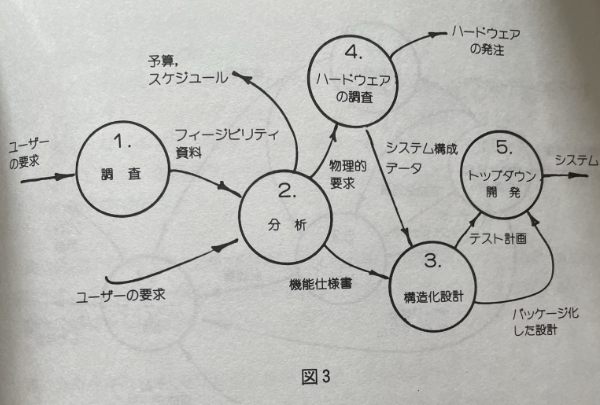 ユーザー
の要求
1.
調 査
フィージビリティ
資料
予算,
スケジュール
ユーザーの要求
2.
分 析
物理的
要求
4.
ハードウェア
の調査
ハードウェア
の発注
システム構成
データ
機能仕様書
3.
構造化設計
テスト計画
5.
トップダウン
開発
システム
パッケージ化
した設計
図3